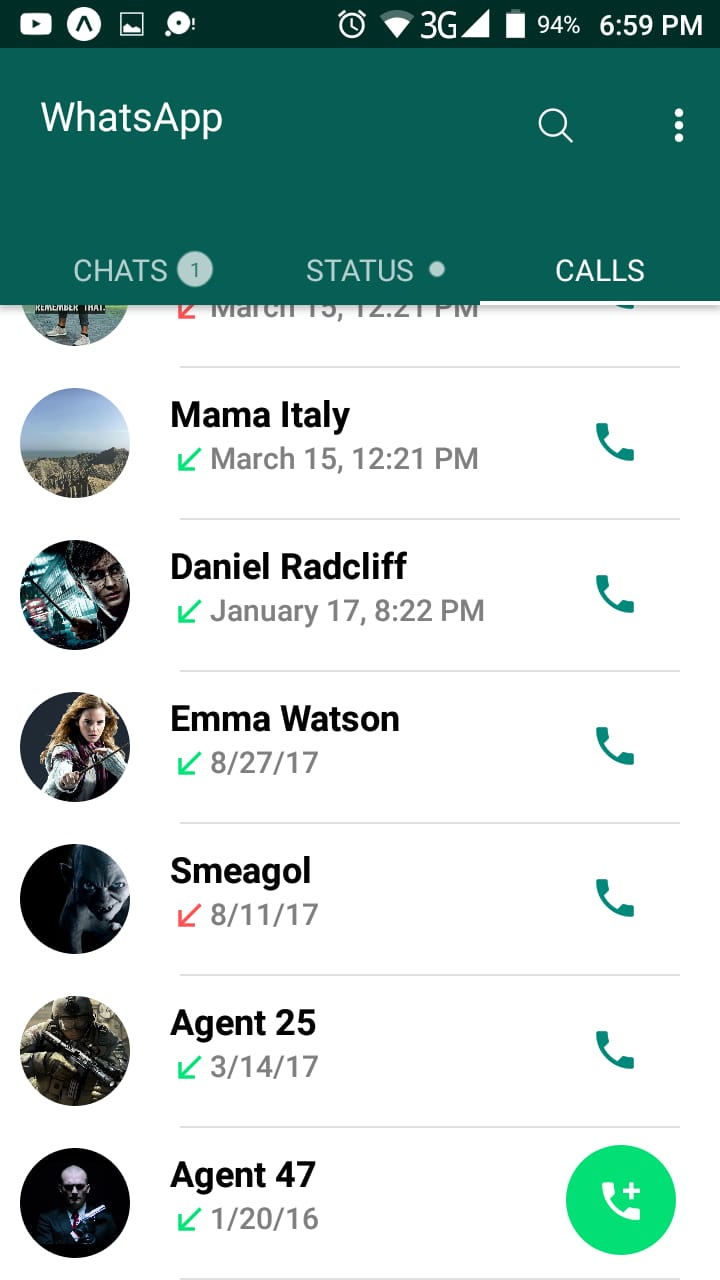 3G 94% 6:59 PM
WhatsApp
CHATS 1 STATUS CALLS
REMEMBER THAT.
March 15, 12:21 PM
Mama Italy
March 15, 12:21 PM
Daniel Radcliff
January 17, 8:22 PM
Emma Watson
8/27/17
Smeagol
8/11/17
Agent 25
3/14/17
Agent 47
1/20/16